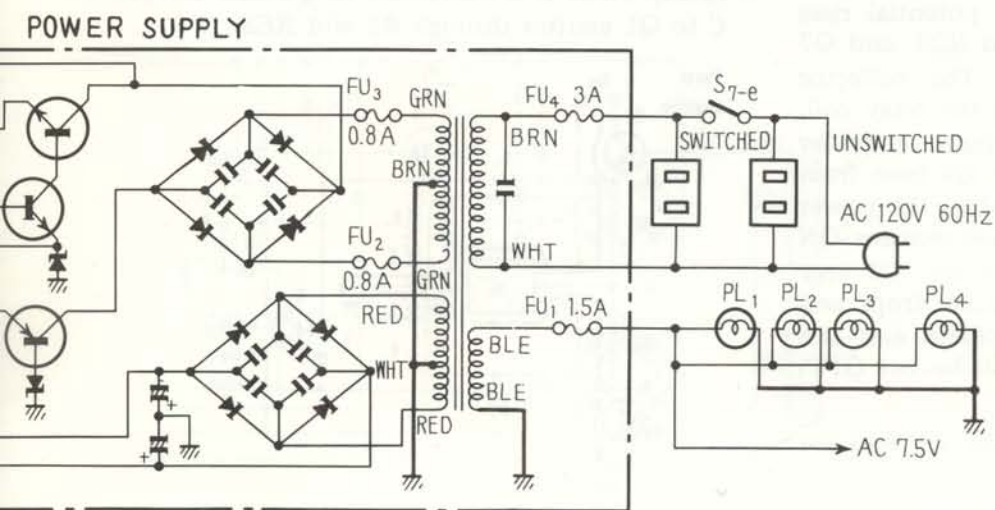 POWER SUPPLY
FU3
0.8A
GRN
FU4 3A
S7-e
BRN
SWITCHED
UNSWITCHED
BRN
AC 120V 60Hz
FU2
0.8A
GRN
WHT
RED
FU1 1.5A
PL1
PL2
PL3
PL4
BLE
WHT
BLE
RED
+
+
AC 7.5V